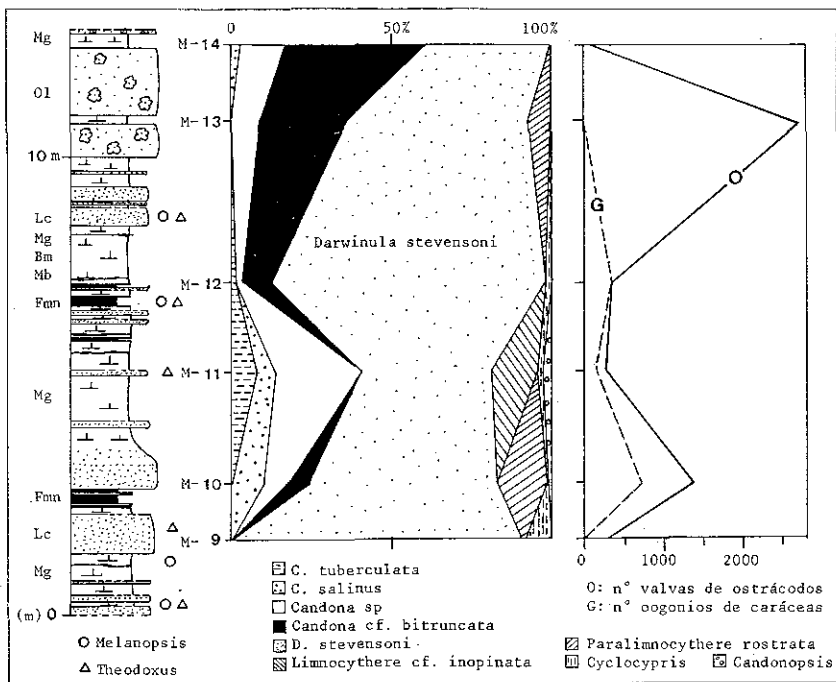 0 50% 100%
Mg
Ol
10 m
Lc
Mg
Bm
Mb
Fmn
Mg
Fmn
Lc
Mg
(m) 0
M-14
M-13
M-12
M-11
M-10
M- 9
Darwinula stevensoni
O
G
0 1000 2000
O: nº valvas de ostrácodos
G: nº oogonios de caráceas
○ Melanopsis
△ Theodoxus
C. tuberculata
C. salinus
Candona sp
Candona cf. bitruncata
D. stevensoni
Limnocythere cf. inopinata
Paralimnocythere rostrata
Cyclocypris Candonopsis